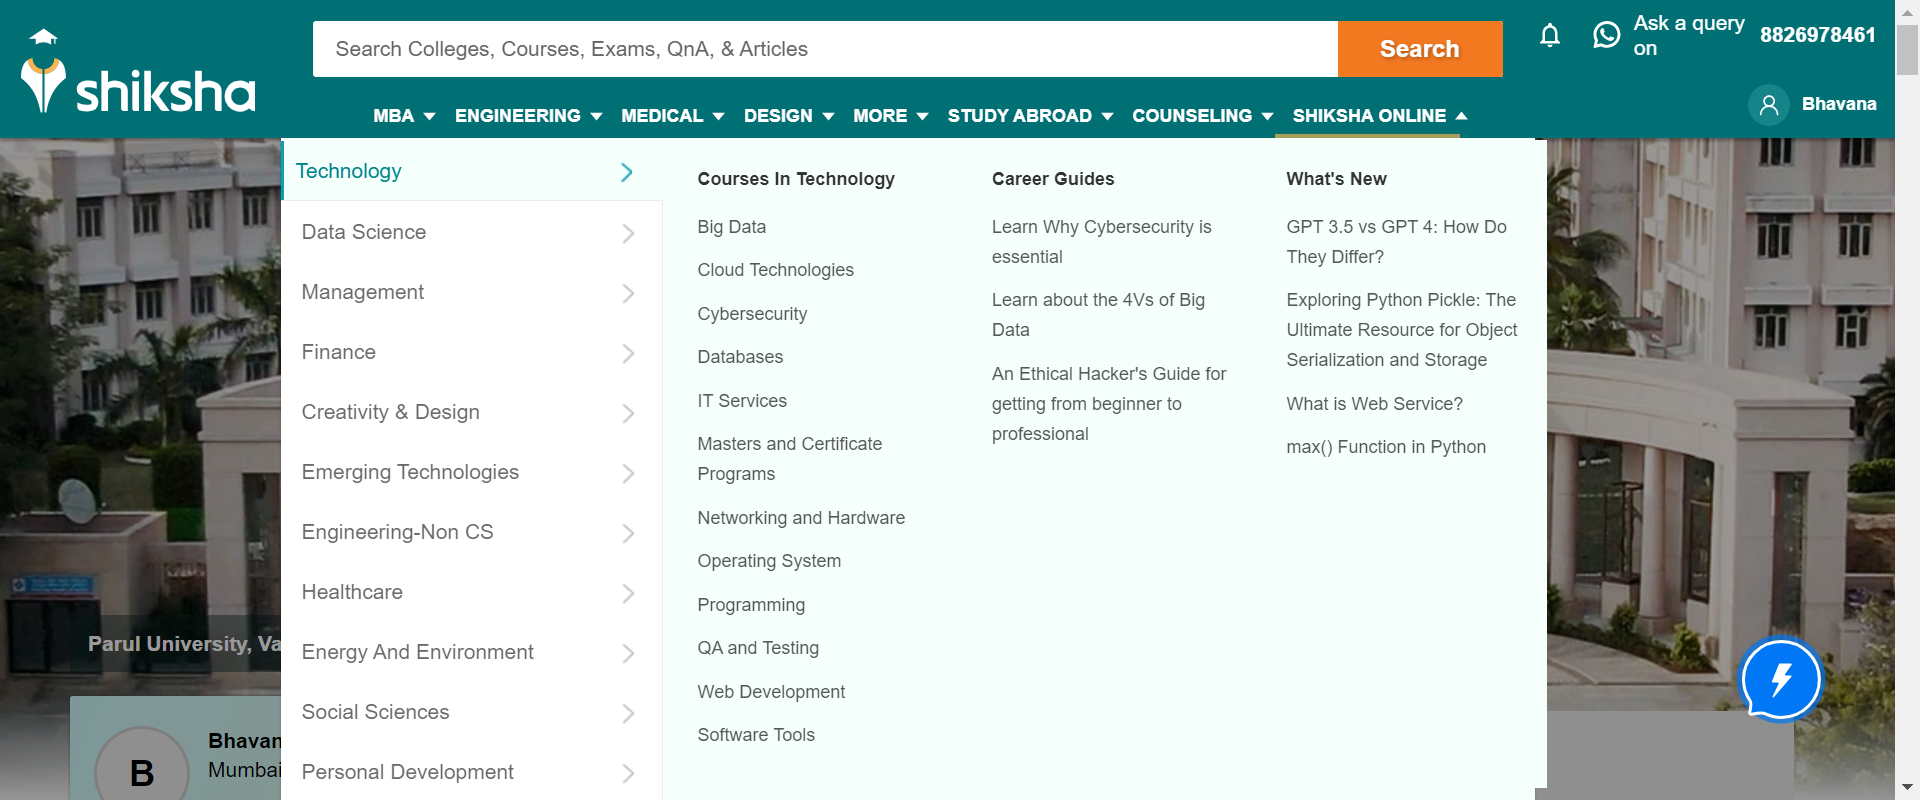 shiksha
Search Colleges, Courses, Exams, QnA, & Articles
Search
Ask a query
on
8826978461
MBA
ENGINEERING
MEDICAL
DESIGN
MORE
STUDY ABROAD
COUNSELING
SHIKSHA ONLINE
Bhavana
Technology
Data Science
Management
Finance
Creativity & Design
Emerging Technologies
Engineering-Non CS
Healthcare
Energy And Environment
Social Sciences
Personal Development
Courses In Technology
Big Data
Cloud Technologies
Cybersecurity
Databases
IT Services
Masters and Certificate
Programs
Networking and Hardware
Operating System
Programming
QA and Testing
Web Development
Software Tools
Career Guides
Learn Why Cybersecurity is
essential
Learn about the 4Vs of Big
Data
An Ethical Hacker's Guide for
getting from beginner to
professional
What's New
GPT 3.5 vs GPT 4: How Do
They Differ?
Exploring Python Pickle: The
Ultimate Resource for Object
Serialization and Storage
What is Web Service?
max() Function in Python
Parul University, Va
B
Bhavan
Mumbai